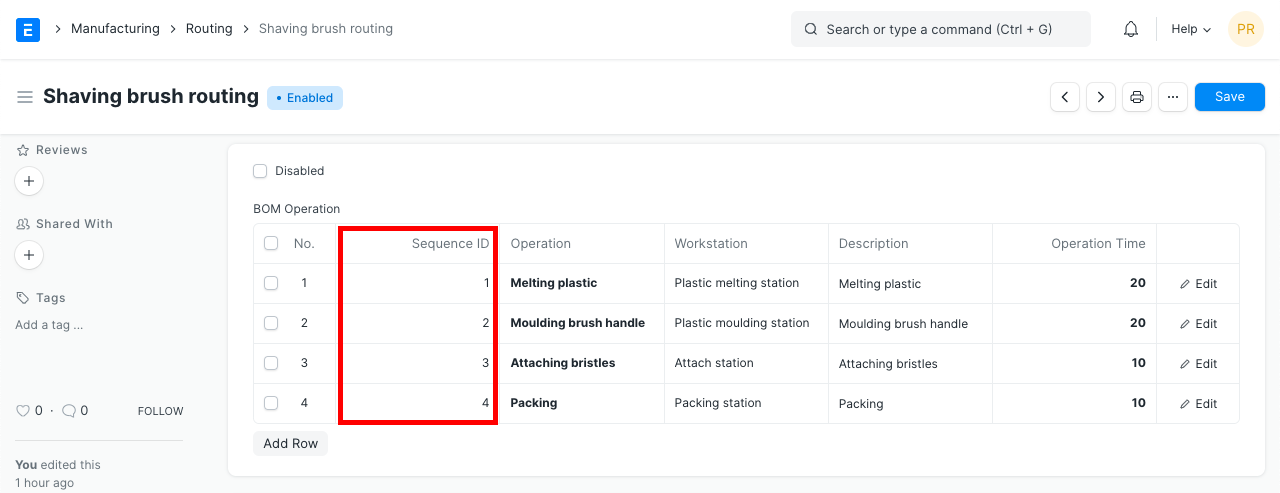 E
Manufacturing
Routing
Shaving brush routing
Search or type a command (Ctrl + G)
Help
PR
Shaving brush routing
• Enabled
...
Save
Reviews
+
Shared With
+
Tags
Add a tag ...
0 · 0 FOLLOW
You edited this
1 hour ago
Disabled
BOM Operation
No. Sequence ID Operation Workstation Description Operation Time
1 1 Melting plastic Plastic melting station Melting plastic 20 Edit
2 2 Moulding brush handle Plastic moulding station Moulding brush handle 20 Edit
3 3 Attaching bristles Attach station Attaching bristles 10 Edit
4 4 Packing Packing station Packing 10 Edit
Add Row